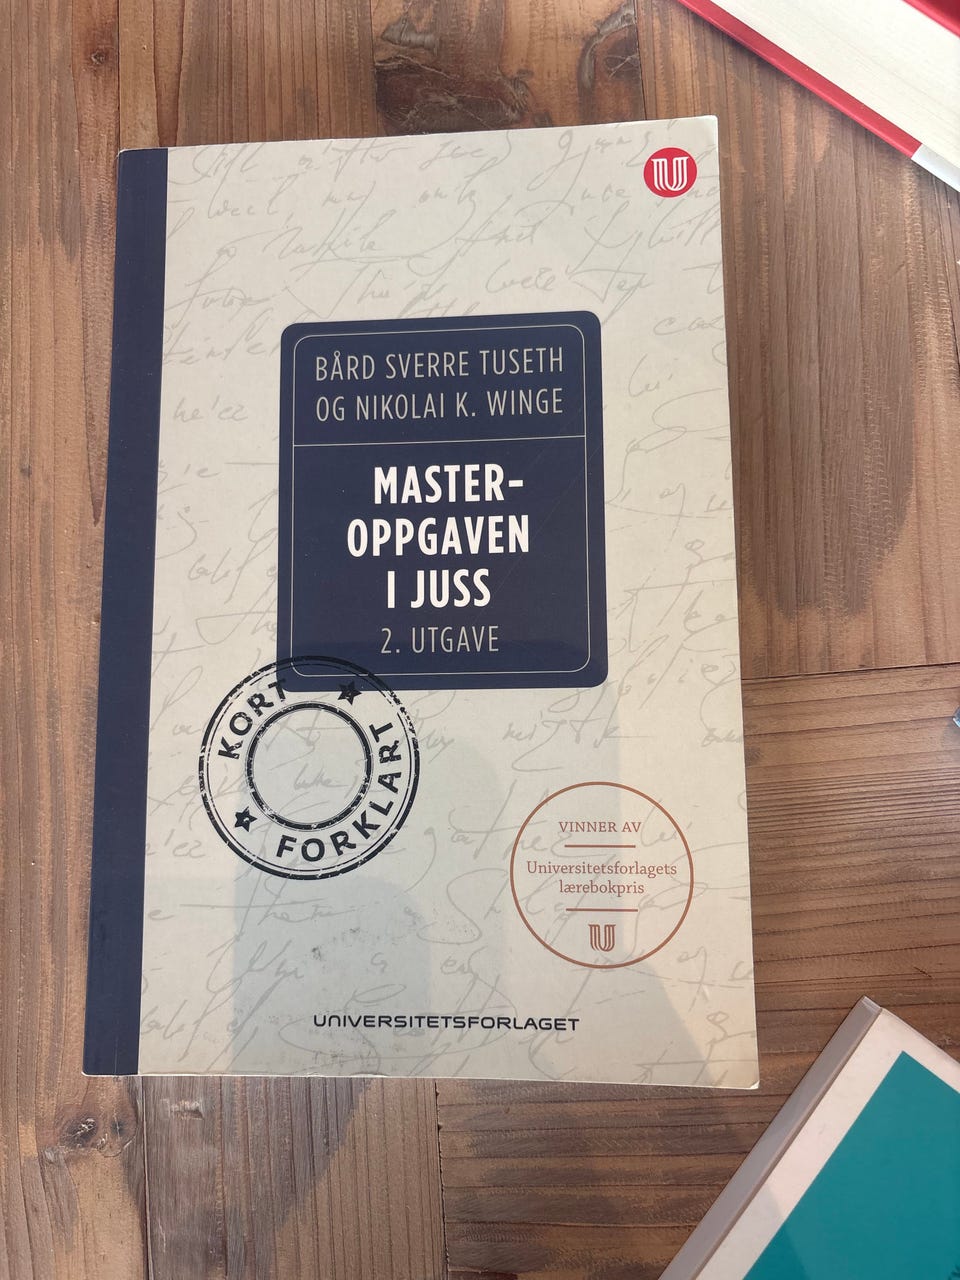 BÅRD SVERRE TUSETH
OG NIKOLAI K. WINGE
MASTER-
OPPGAVEN
I JUSS
2. UTGAVE
KORT
FORKLART
VINNER AV
Universitetsforlagets
lærebokpris
UNIVERSITETSFORLAGET